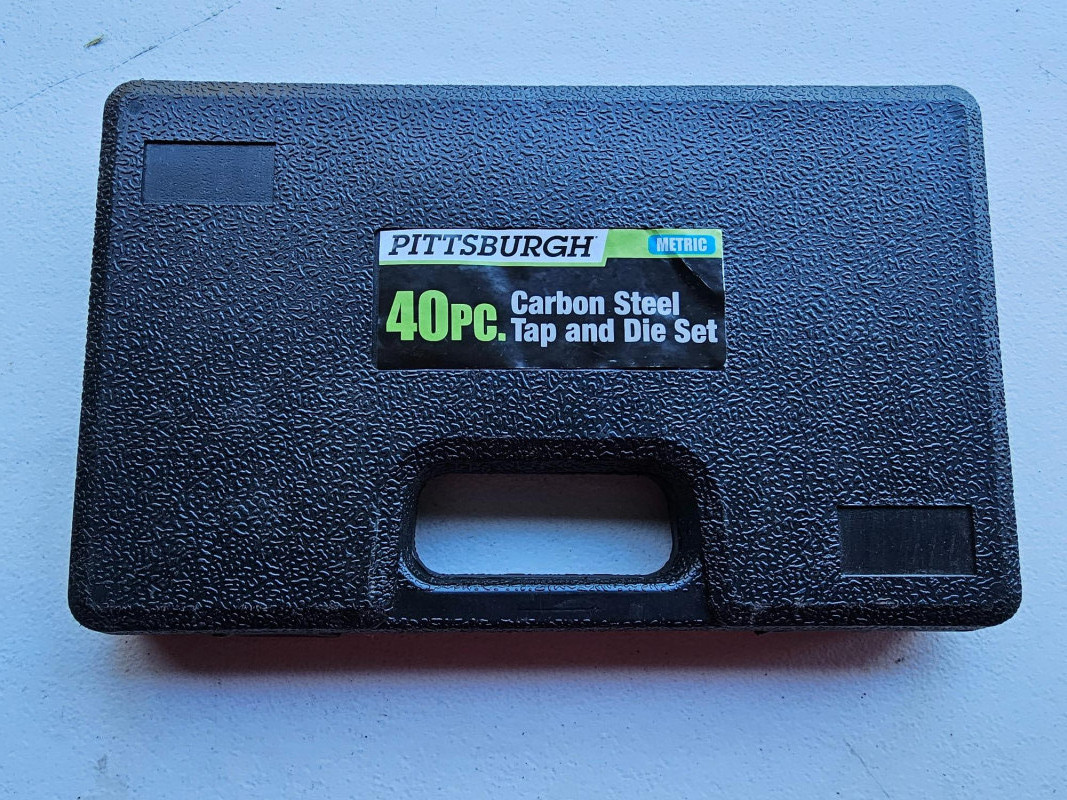 PITTSBURGH METRIC
40PC. Carbon Steel
Tap and Die Set